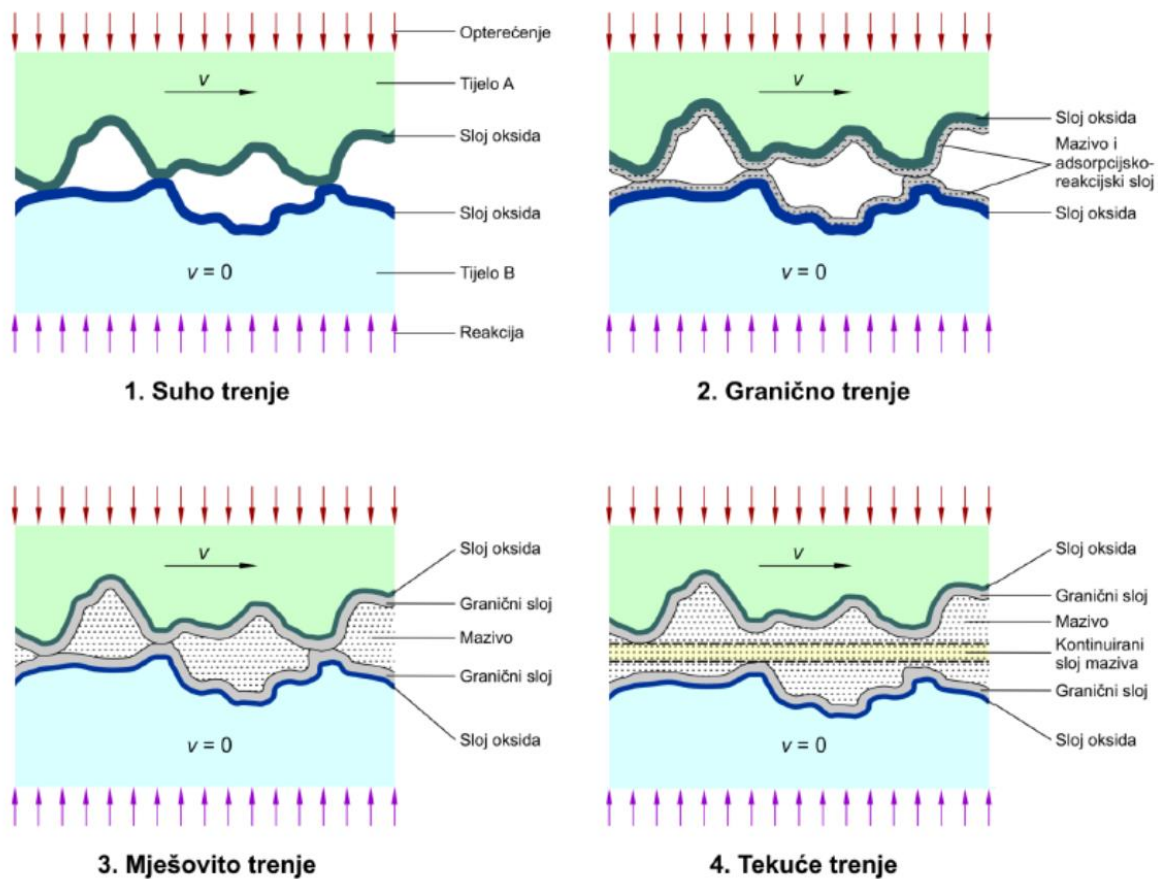 Opterećenje
v
Tijelo A
Sloj oksida
Sloj oksida
v = 0
Tijelo B
Reakcija
1. Suho trenje
v
Sloj oksida
Mazivo i
adsorpcijsko-
reakcijski sloj
Sloj oksida
v = 0
2. Granično trenje
v
Sloj oksida
Granični sloj
Mazivo
Granični sloj
Sloj oksida
v = 0
3. Mješovito trenje
v
Sloj oksida
Granični sloj
Mazivo
Kontinuirani
sloj maziva
Granični sloj
Sloj oksida
v = 0
4. Tekuće trenje